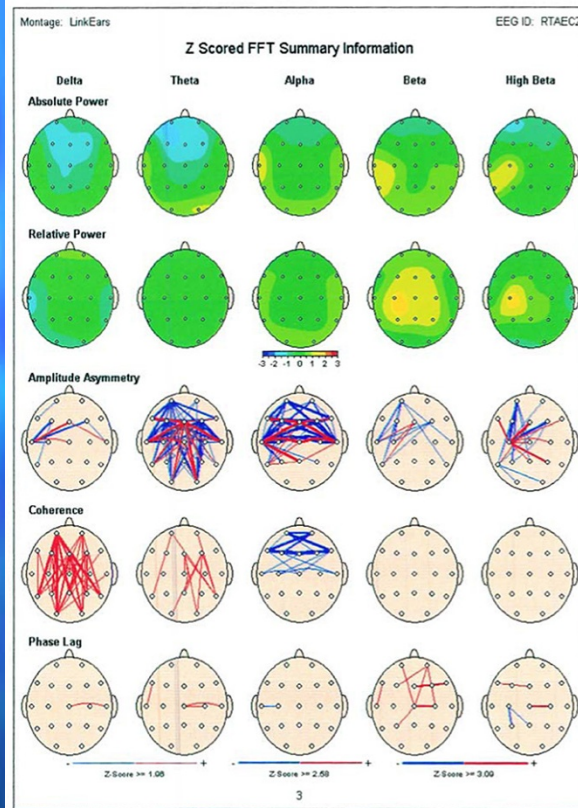 Montage: LinkEars EEG ID: RTAEC2
Z Scored FFT Summary Information
Delta Theta Alpha Beta High Beta
Absolute Power
Relative Power
-3 -2 -1 0 1 2 3
Amplitude Asymmetry
Coherence
Phase Lag
- + - + - +
Z-Score >= 1.96 Z-Score >= 2.58 Z-Score >= 3.09
3